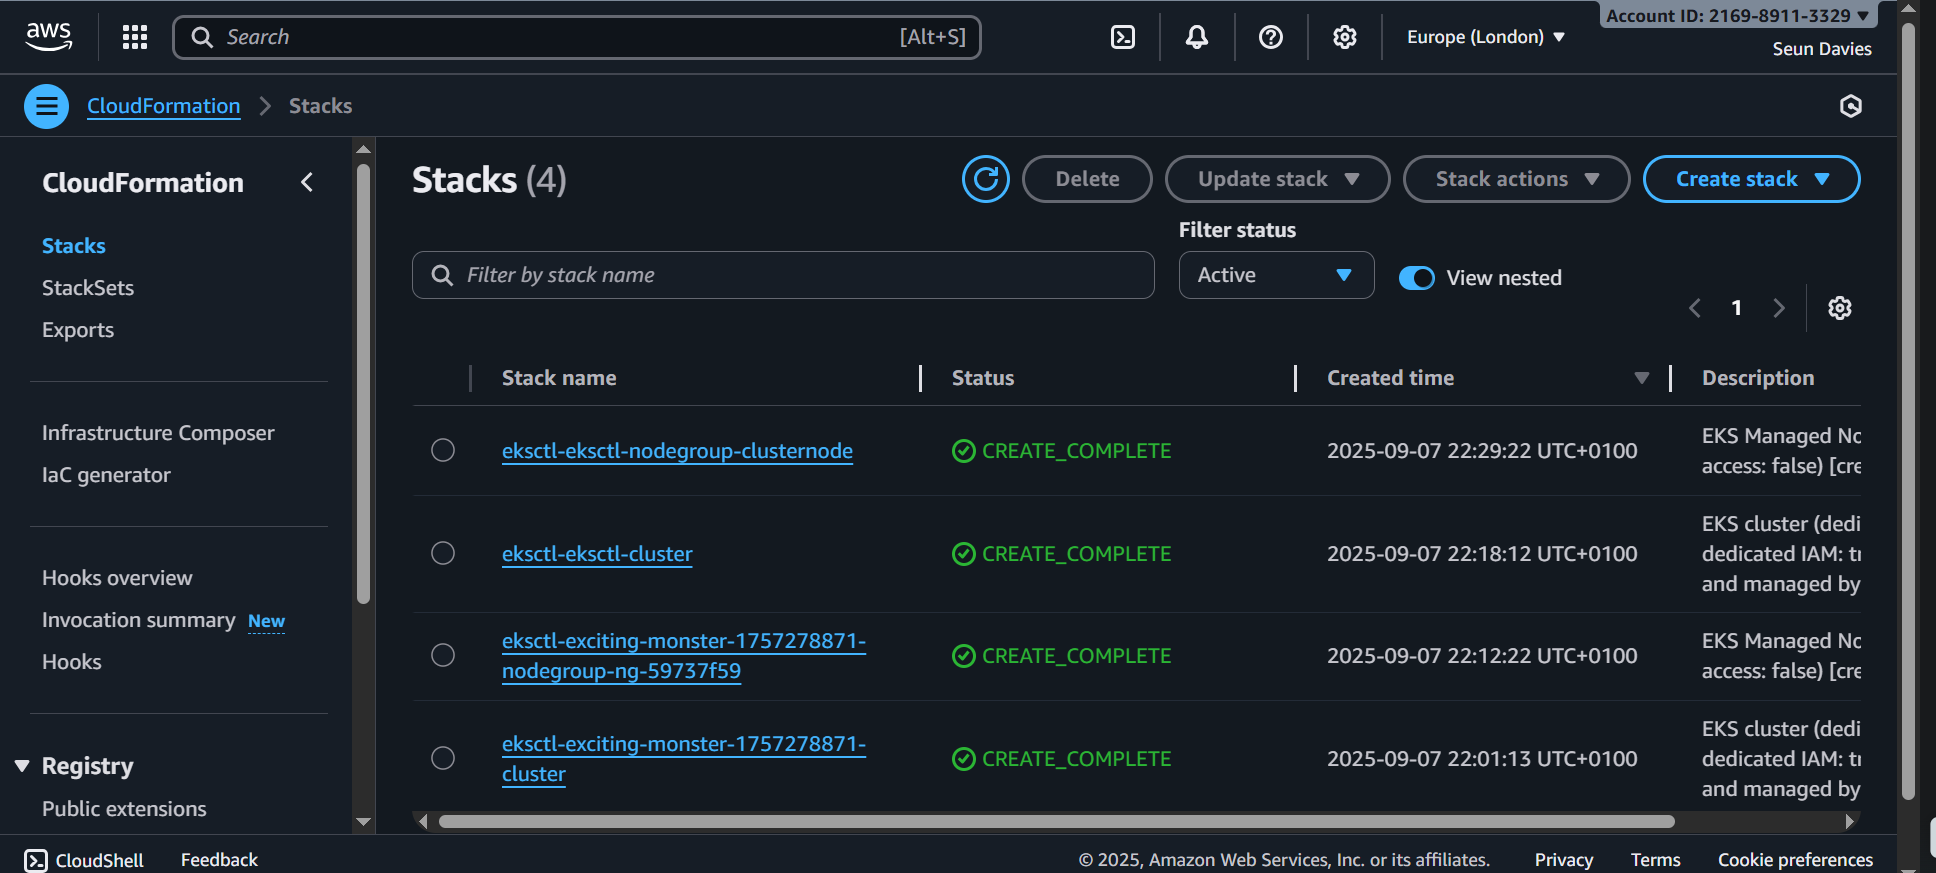 aws
Search
[Alt+S]
Europe (London)
Account ID: 2169-8911-3329
Seun Davies
CloudFormation
Stacks
CloudFormation
Stacks
StackSets
Exports
Infrastructure Composer
IaC generator
Hooks overview
Invocation summary New
Hooks
Registry
Public extensions
Stacks (4)
Delete
Update stack
Stack actions
Create stack
Filter by stack name
Filter status
Active
View nested
1
Stack name
Status
Created time
Description
eksctl-eksctl-nodegroup-clusternode
CREATE_COMPLETE
2025-09-07 22:29:22 UTC+0100
EKS Managed No
access: false) [cre
eksctl-eksctl-cluster
CREATE_COMPLETE
2025-09-07 22:18:12 UTC+0100
EKS cluster (dedi
dedicated IAM: tr
and managed by
eksctl-exciting-monster-1757278871-
nodegroup-ng-59737f59
CREATE_COMPLETE
2025-09-07 22:12:22 UTC+0100
EKS Managed No
access: false) [cre
eksctl-exciting-monster-1757278871-
cluster
CREATE_COMPLETE
2025-09-07 22:01:13 UTC+0100
EKS cluster (dedi
dedicated IAM: tr
and managed by
CloudShell
Feedback
© 2025, Amazon Web Services, Inc. or its affiliates.
Privacy
Terms
Cookie preferences